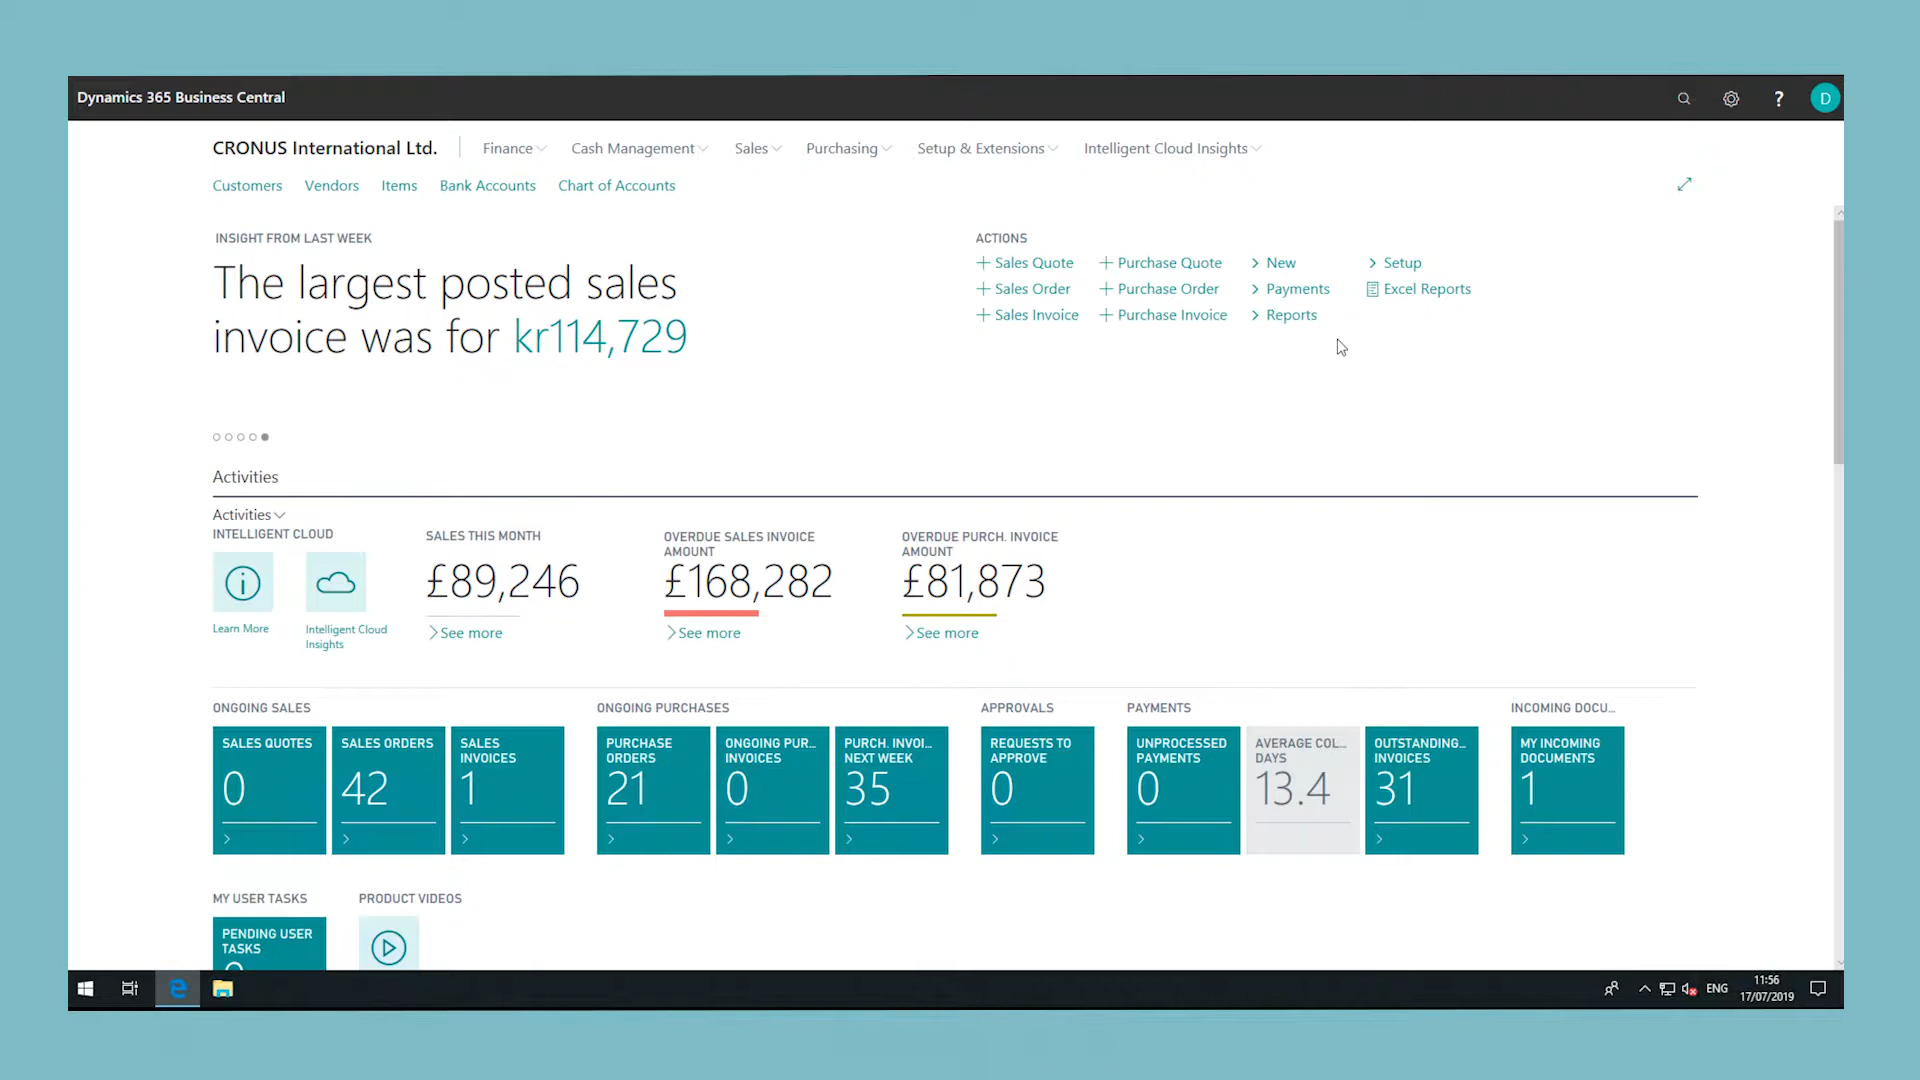 Dynamics 365 Business Central
?
D
CRONUS International Ltd.
Finance
Cash Management
Sales
Purchasing
Setup & Extensions
Intelligent Cloud Insights
Customers
Vendors
Items
Bank Accounts
Chart of Accounts
INSIGHT FROM LAST WEEK
The largest posted sales
invoice was for kr114,729
ACTIONS
+ Sales Quote
+ Purchase Quote
> New
> Setup
+ Sales Order
+ Purchase Order
> Payments
Excel Reports
+ Sales Invoice
+ Purchase Invoice
> Reports
Activities
Activities
INTELLIGENT CLOUD
Learn More
Intelligent Cloud
Insights
SALES THIS MONTH
£89,246
>See more
OVERDUE SALES INVOICE
AMOUNT
£168,282
>See more
OVERDUE PURCH. INVOICE
AMOUNT
£81,873
>See more
ONGOING SALES
SALES QUOTES
0
SALES ORDERS
42
SALES
INVOICES
1
ONGOING PURCHASES
PURCHASE
ORDERS
21
ONGOING PUR...
INVOICES
0
PURCH. INVOI...
NEXT WEEK
35
APPROVALS
REQUESTS TO
APPROVE
0
PAYMENTS
UNPROCESSED
PAYMENTS
0
AVERAGE COL...
DAYS
13.4
OUTSTANDING...
INVOICES
31
INCOMING DOCU...
MY INCOMING
DOCUMENTS
1
MY USER TASKS
PENDING USER
TASKS
PRODUCT VIDEOS
ENG
11:56
17/07/2019